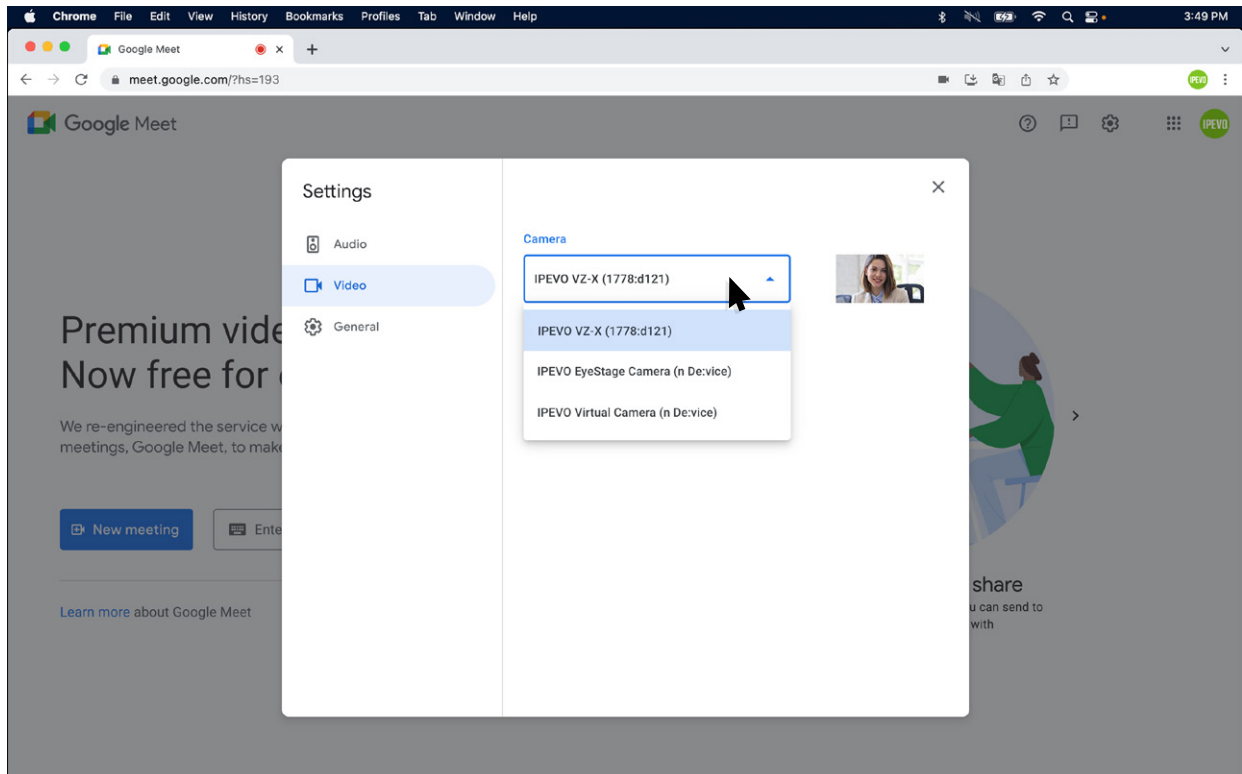 Chrome File Edit View History Bookmarks Profiles Tab Window Help 3:49 PM
Google Meet
meet.google.com/?hs=193
IPEVO
Google Meet
IPEVO
Settings
Audio
Video
General
Camera
IPEVO VZ-X (1778:d121)
IPEVO VZ-X (1778:d121)
IPEVO EyeStage Camera (n De:vice)
IPEVO Virtual Camera (n De:vice)
Premium vide
Now free for
We re-engineered the service w
meetings, Google Meet, to make
New meeting
Ente
Learn more about Google Meet
share
u can send to
with